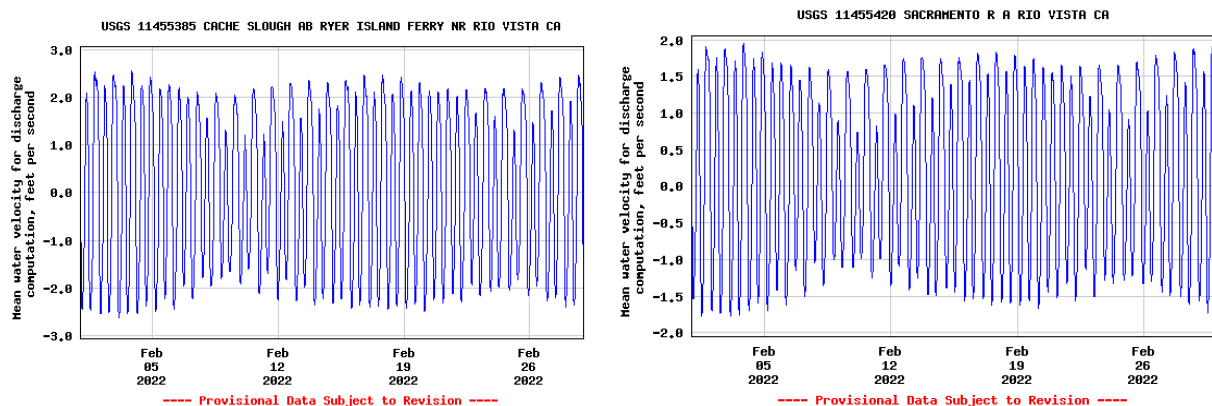 USGS 11455385 CACHE SLOUGH AB RYER ISLAND FERRY NR RIO VISTA CA
Mean water velocity for discharge
computation, feet per second
3.0
2.0
1.0
0.0
-1.0
-2.0
-3.0
Feb
05
2022
Feb
12
2022
Feb
19
2022
Feb
26
2022
---- Provisional Data Subject to Revision ----
USGS 11455420 SACRAMENTO R A RIO VISTA CA
Mean water velocity for discharge
computation, feet per second
2.0
1.5
1.0
0.5
0.0
-0.5
-1.0
-1.5
-2.0
Feb
05
2022
Feb
12
2022
Feb
19
2022
Feb
26
2022
---- Provisional Data Subject to Revision ----